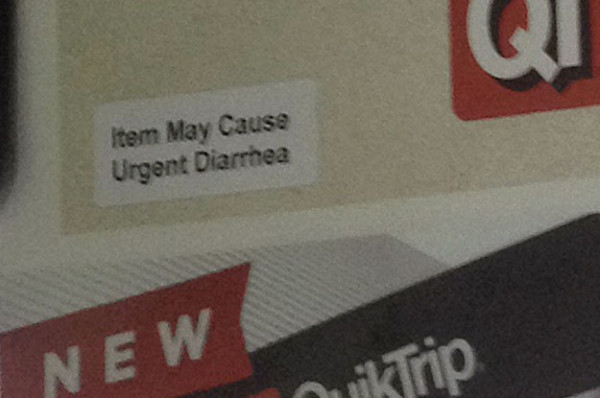 QT
Item May Cause
Urgent Diarrhea
NEW
QuikTrip